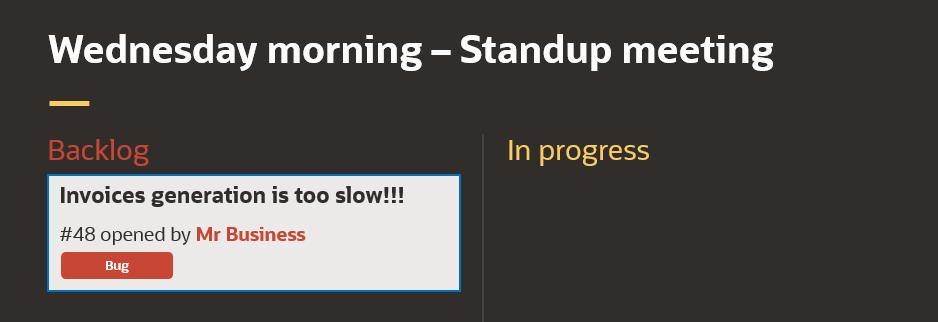 Wednesday morning – Standup meeting
Backlog
Invoices generation is too slow!!!
#48 opened by Mr Business
Bug
In progress